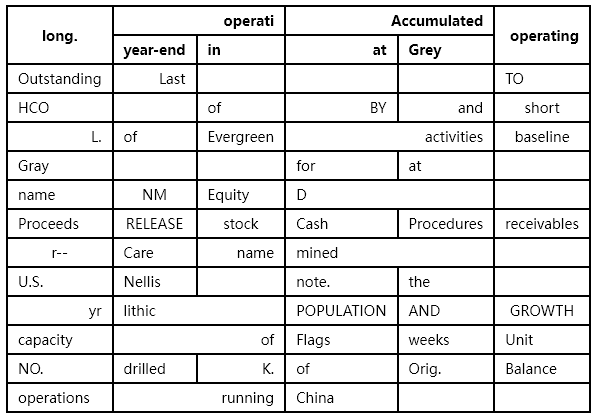 long. operati Accumulated operating
year-end in at Grey
Outstanding Last TO
HCO of BY and short
L. of Evergreen activities baseline
Gray for at
name NM Equity D
Proceeds RELEASE stock Cash Procedures receivables
r-- Care name mined
U.S. Nellis note. the
yr lithic POPULATION AND GROWTH
capacity of Flags weeks Unit
NO. drilled K. of Orig. Balance
operations running China